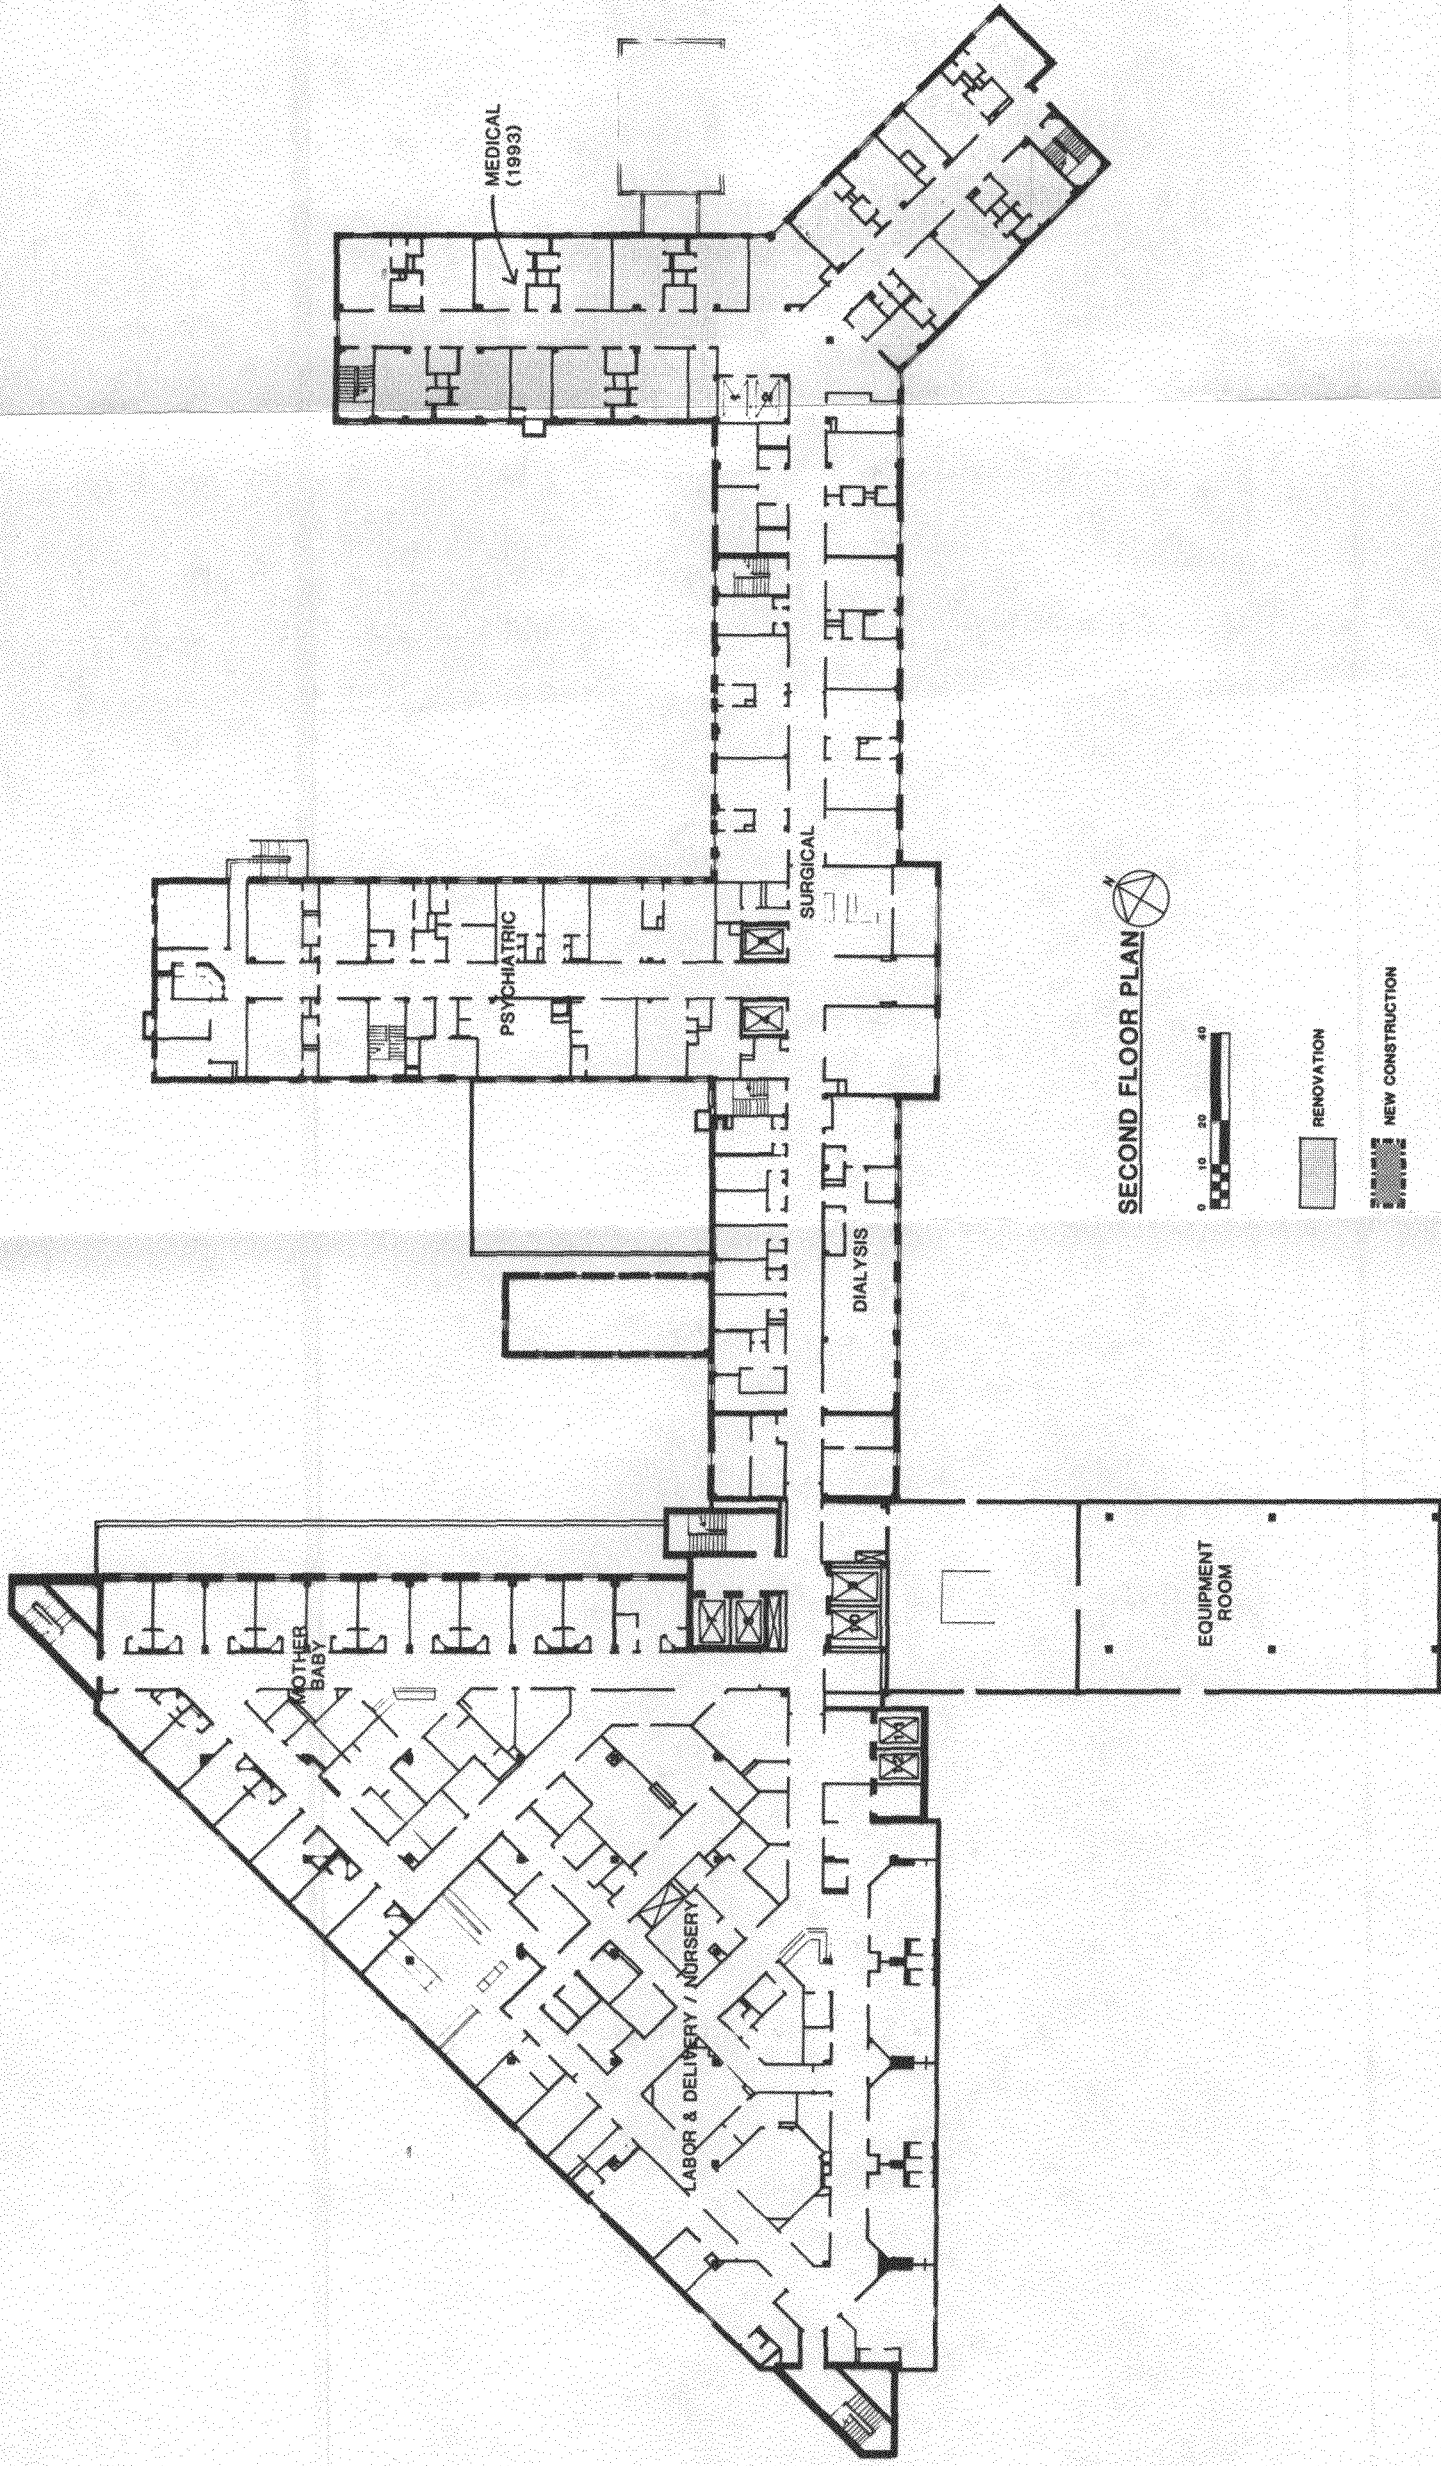 MEDICAL
(1993)
SURGICAL
PSYCHIATRIC
DIALYSIS
MOTHER
BABY
LABOR & DELIVERY / NURSERY
EQUIPMENT
ROOM
SECOND FLOOR PLAN
N
0 10 20 40
RENOVATION
NEW CONSTRUCTION